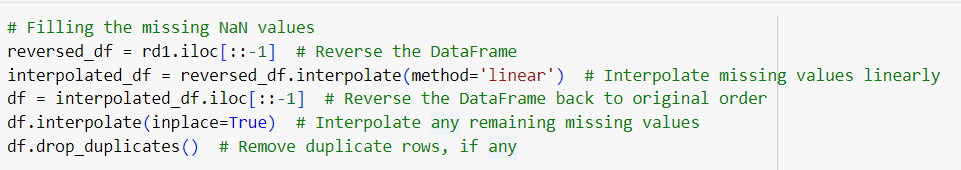 # Filling the missing NaN values
reversed_df = rd1.iloc[::-1]  # Reverse the DataFrame
interpolated_df = reversed_df.interpolate(method='linear')  # Interpolate missing values linearly
df = interpolated_df.iloc[::-1]  # Reverse the DataFrame back to original order
df.interpolate(inplace=True)  # Interpolate any remaining missing values
df.drop_duplicates()  # Remove duplicate rows, if any